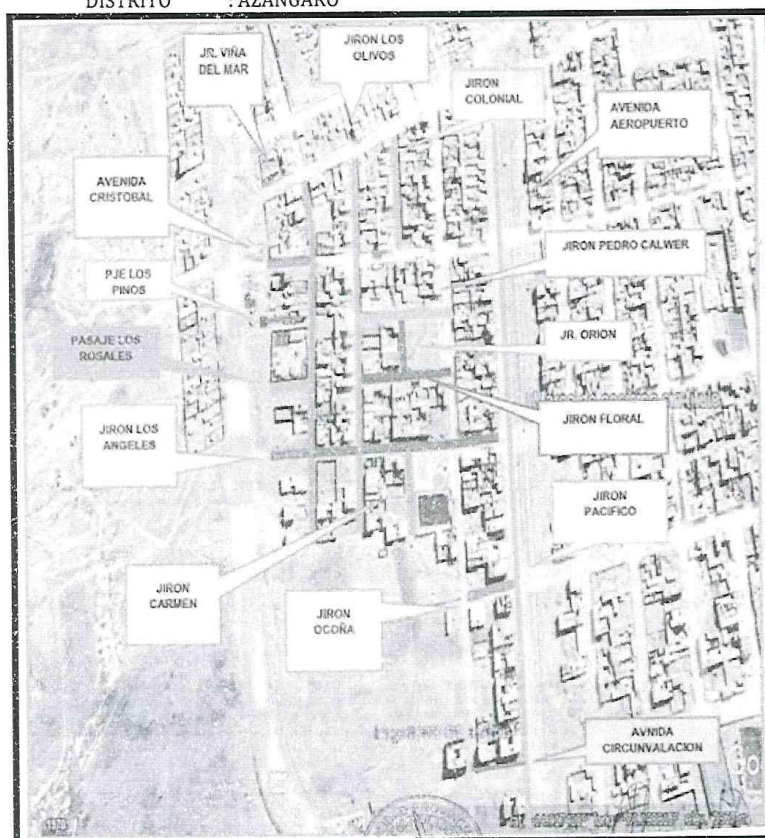 DISTRITO : AZANGARO
JR. VIÑA
DEL MAR
JIRON LOS
OLIVOS
JIRON
COLONIAL
AVENIDA
AEROPUERTO
AVENIDA
CRISTOBAL
JIRON PEDRO CALWER
PJE LOS
PINOS
JR. ORION
PASAJE LOS
ROSALES
JIRON FLORAL
JIRON LOS
ANGELES
JIRON
PACIFICO
JIRON
CARMEN
JIRON
OCOÑA
AVNIDA
CIRCUNVALACION